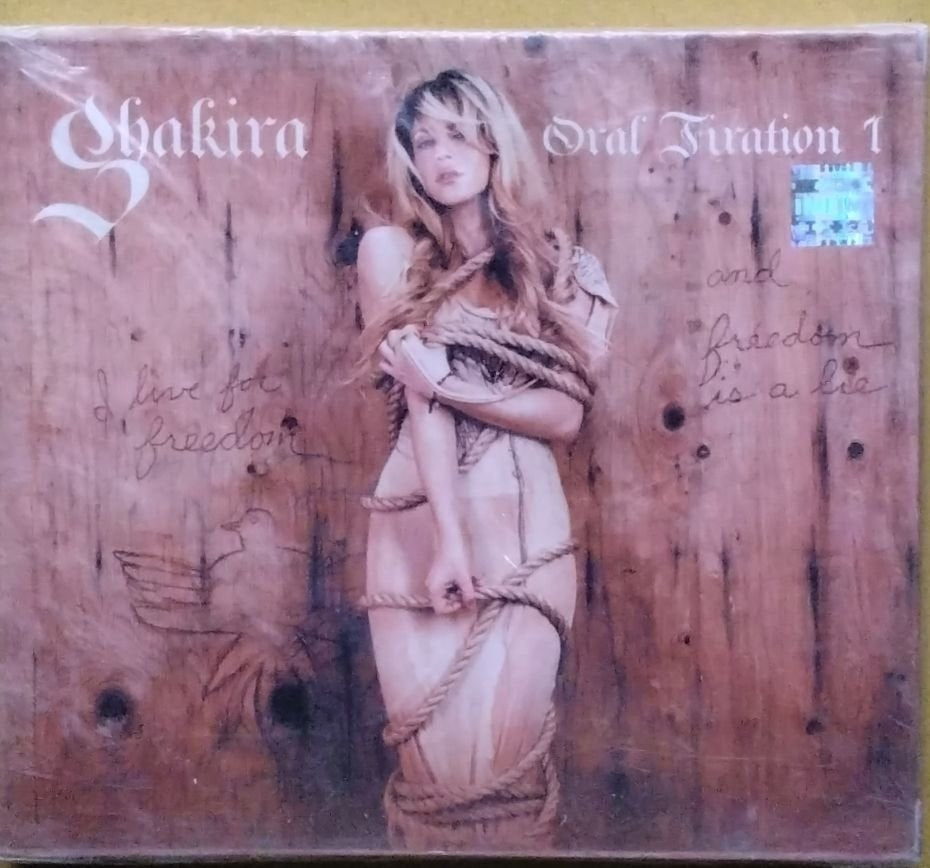 Shakira
Oral Fixation 1
I live for
freedom
and
freedom
is a lie